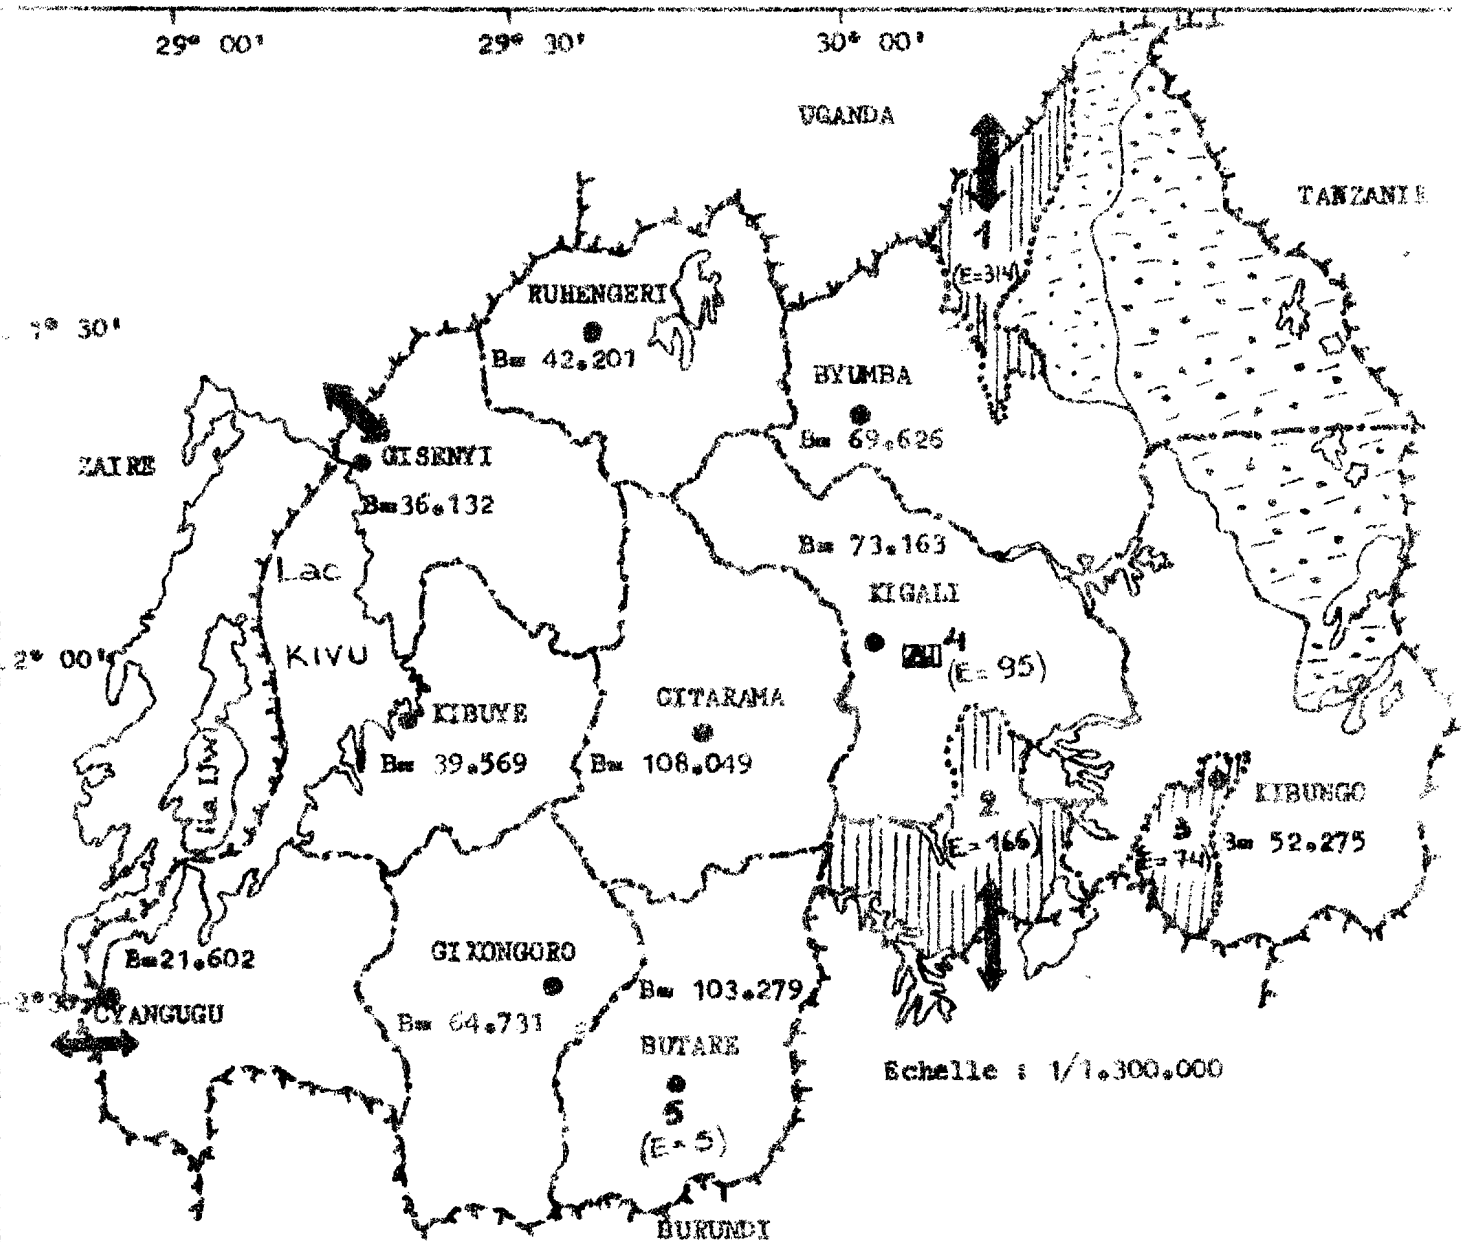 29° 00'
29° 30'
30° 00'
UGANDA
TANZANIE
1
(E=314)
RUHENGERI
1° 30'
B= 42.201
BYUMBA
B= 69.626
ZAIRE
GISENYI
B=36.132
B= 73.163
Lac
KIGALI
4
2° 00'
KIVU
(E= 95)
GITARAMA
KIBUYE
B= 39.569
B= 108.049
2
KIBUNGO
3
(E=166)
B= 52.275
(E=74)
GIKONGORO
B=21.602
B= 103.279
CYANGUGU
B= 64.731
BUTARE
Echelle : 1/1.300.000
5
(E=5)
BURUNDI